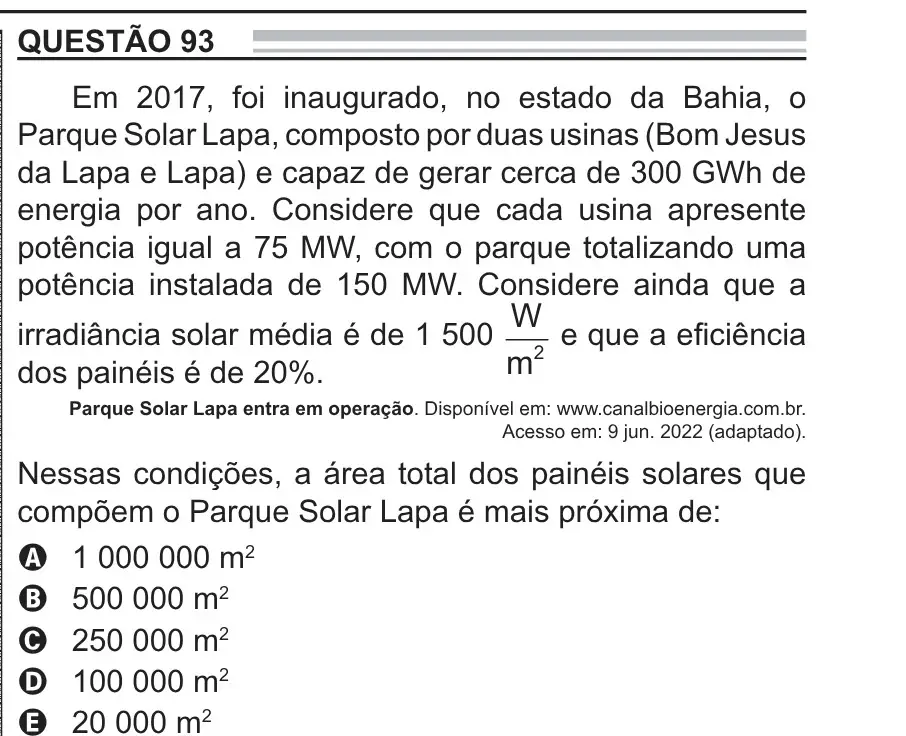 QUESTÃO 93
Em 2017, foi inaugurado, no estado da Bahia, o
Parque Solar Lapa, composto por duas usinas (Bom Jesus
da Lapa e Lapa) e capaz de gerar cerca de 300 GWh de
energia por ano. Considere que cada usina apresente
potência igual a 75 MW, com o parque totalizando uma
potência instalada de 150 MW. Considere ainda que a
irradiância solar média é de 1 500 W/m² e que a eficiência
dos painéis é de 20%.
Parque Solar Lapa entra em operação. Disponível em: www.canalbioenergia.com.br.
Acesso em: 9 jun. 2022 (adaptado).
Nessas condições, a área total dos painéis solares que
compõem o Parque Solar Lapa é mais próxima de:
A 1 000 000 m²
B 500 000 m²
C 250 000 m²
D 100 000 m²
E 20 000 m²